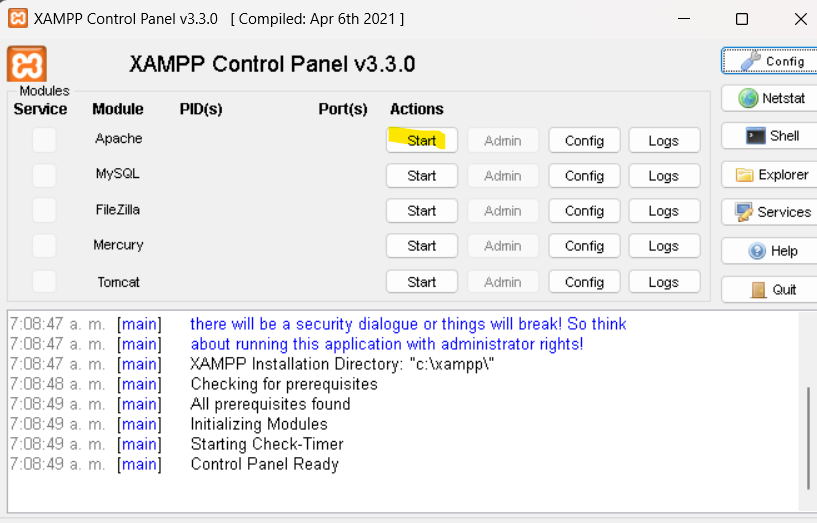 XAMPP Control Panel v3.3.0 [ Compiled: Apr 6th 2021 ]
XAMPP Control Panel v3.3.0
Config
Modules
Service Module PID(s) Port(s) Actions
Netstat
Apache Start Admin Config Logs
Shell
MySQL Start Admin Config Logs
Explorer
FileZilla Start Admin Config Logs
Services
Mercury Start Admin Config Logs
Help
Tomcat Start Admin Config Logs
Quit
7:08:47 a. m. [main] there will be a security dialogue or things will break! So think
7:08:47 a. m. [main] about running this application with administrator rights!
7:08:47 a. m. [main] XAMPP Installation Directory: "c:\xampp\"
7:08:48 a. m. [main] Checking for prerequisites
7:08:49 a. m. [main] All prerequisites found
7:08:49 a. m. [main] Initializing Modules
7:08:49 a. m. [main] Starting Check-Timer
7:08:49 a. m. [main] Control Panel Ready